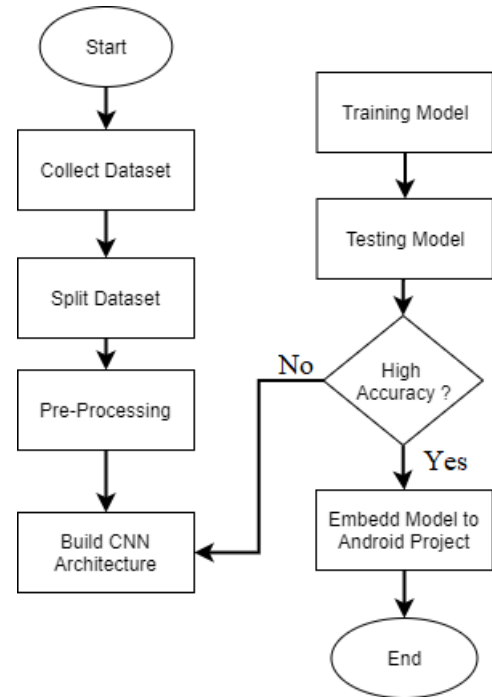 Start
Collect Dataset
Split Dataset
Pre-Processing
Build CNN
Architecture
Training Model
Testing Model
High
Accuracy ?
No
Yes
Embedd Model to
Android Project
End